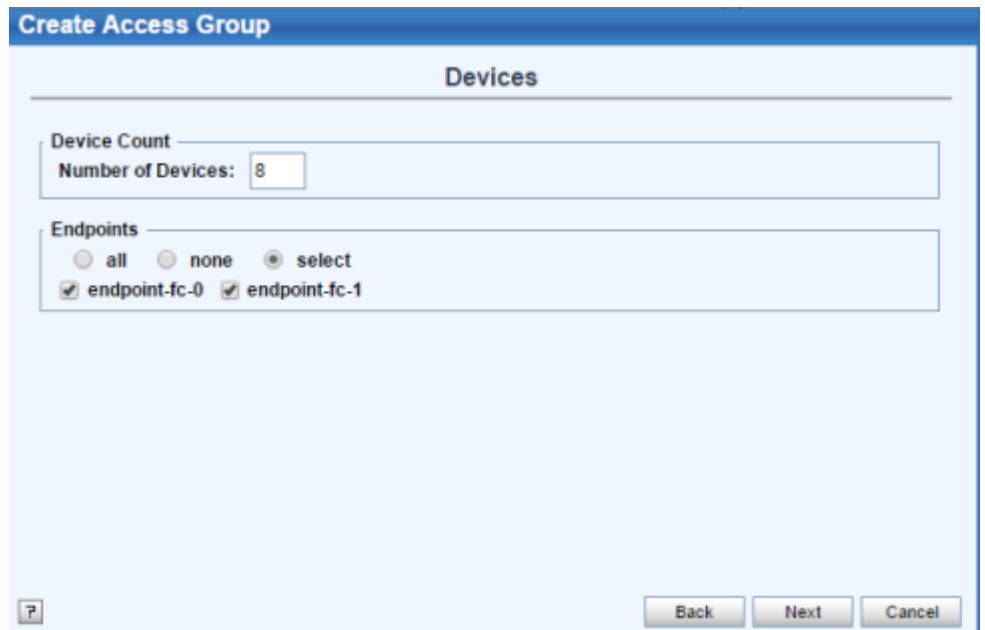 Create Access Group
Devices
Device Count
Number of Devices: 8
Endpoints
all none select
endpoint-fc-0 endpoint-fc-1
? Back Next Cancel